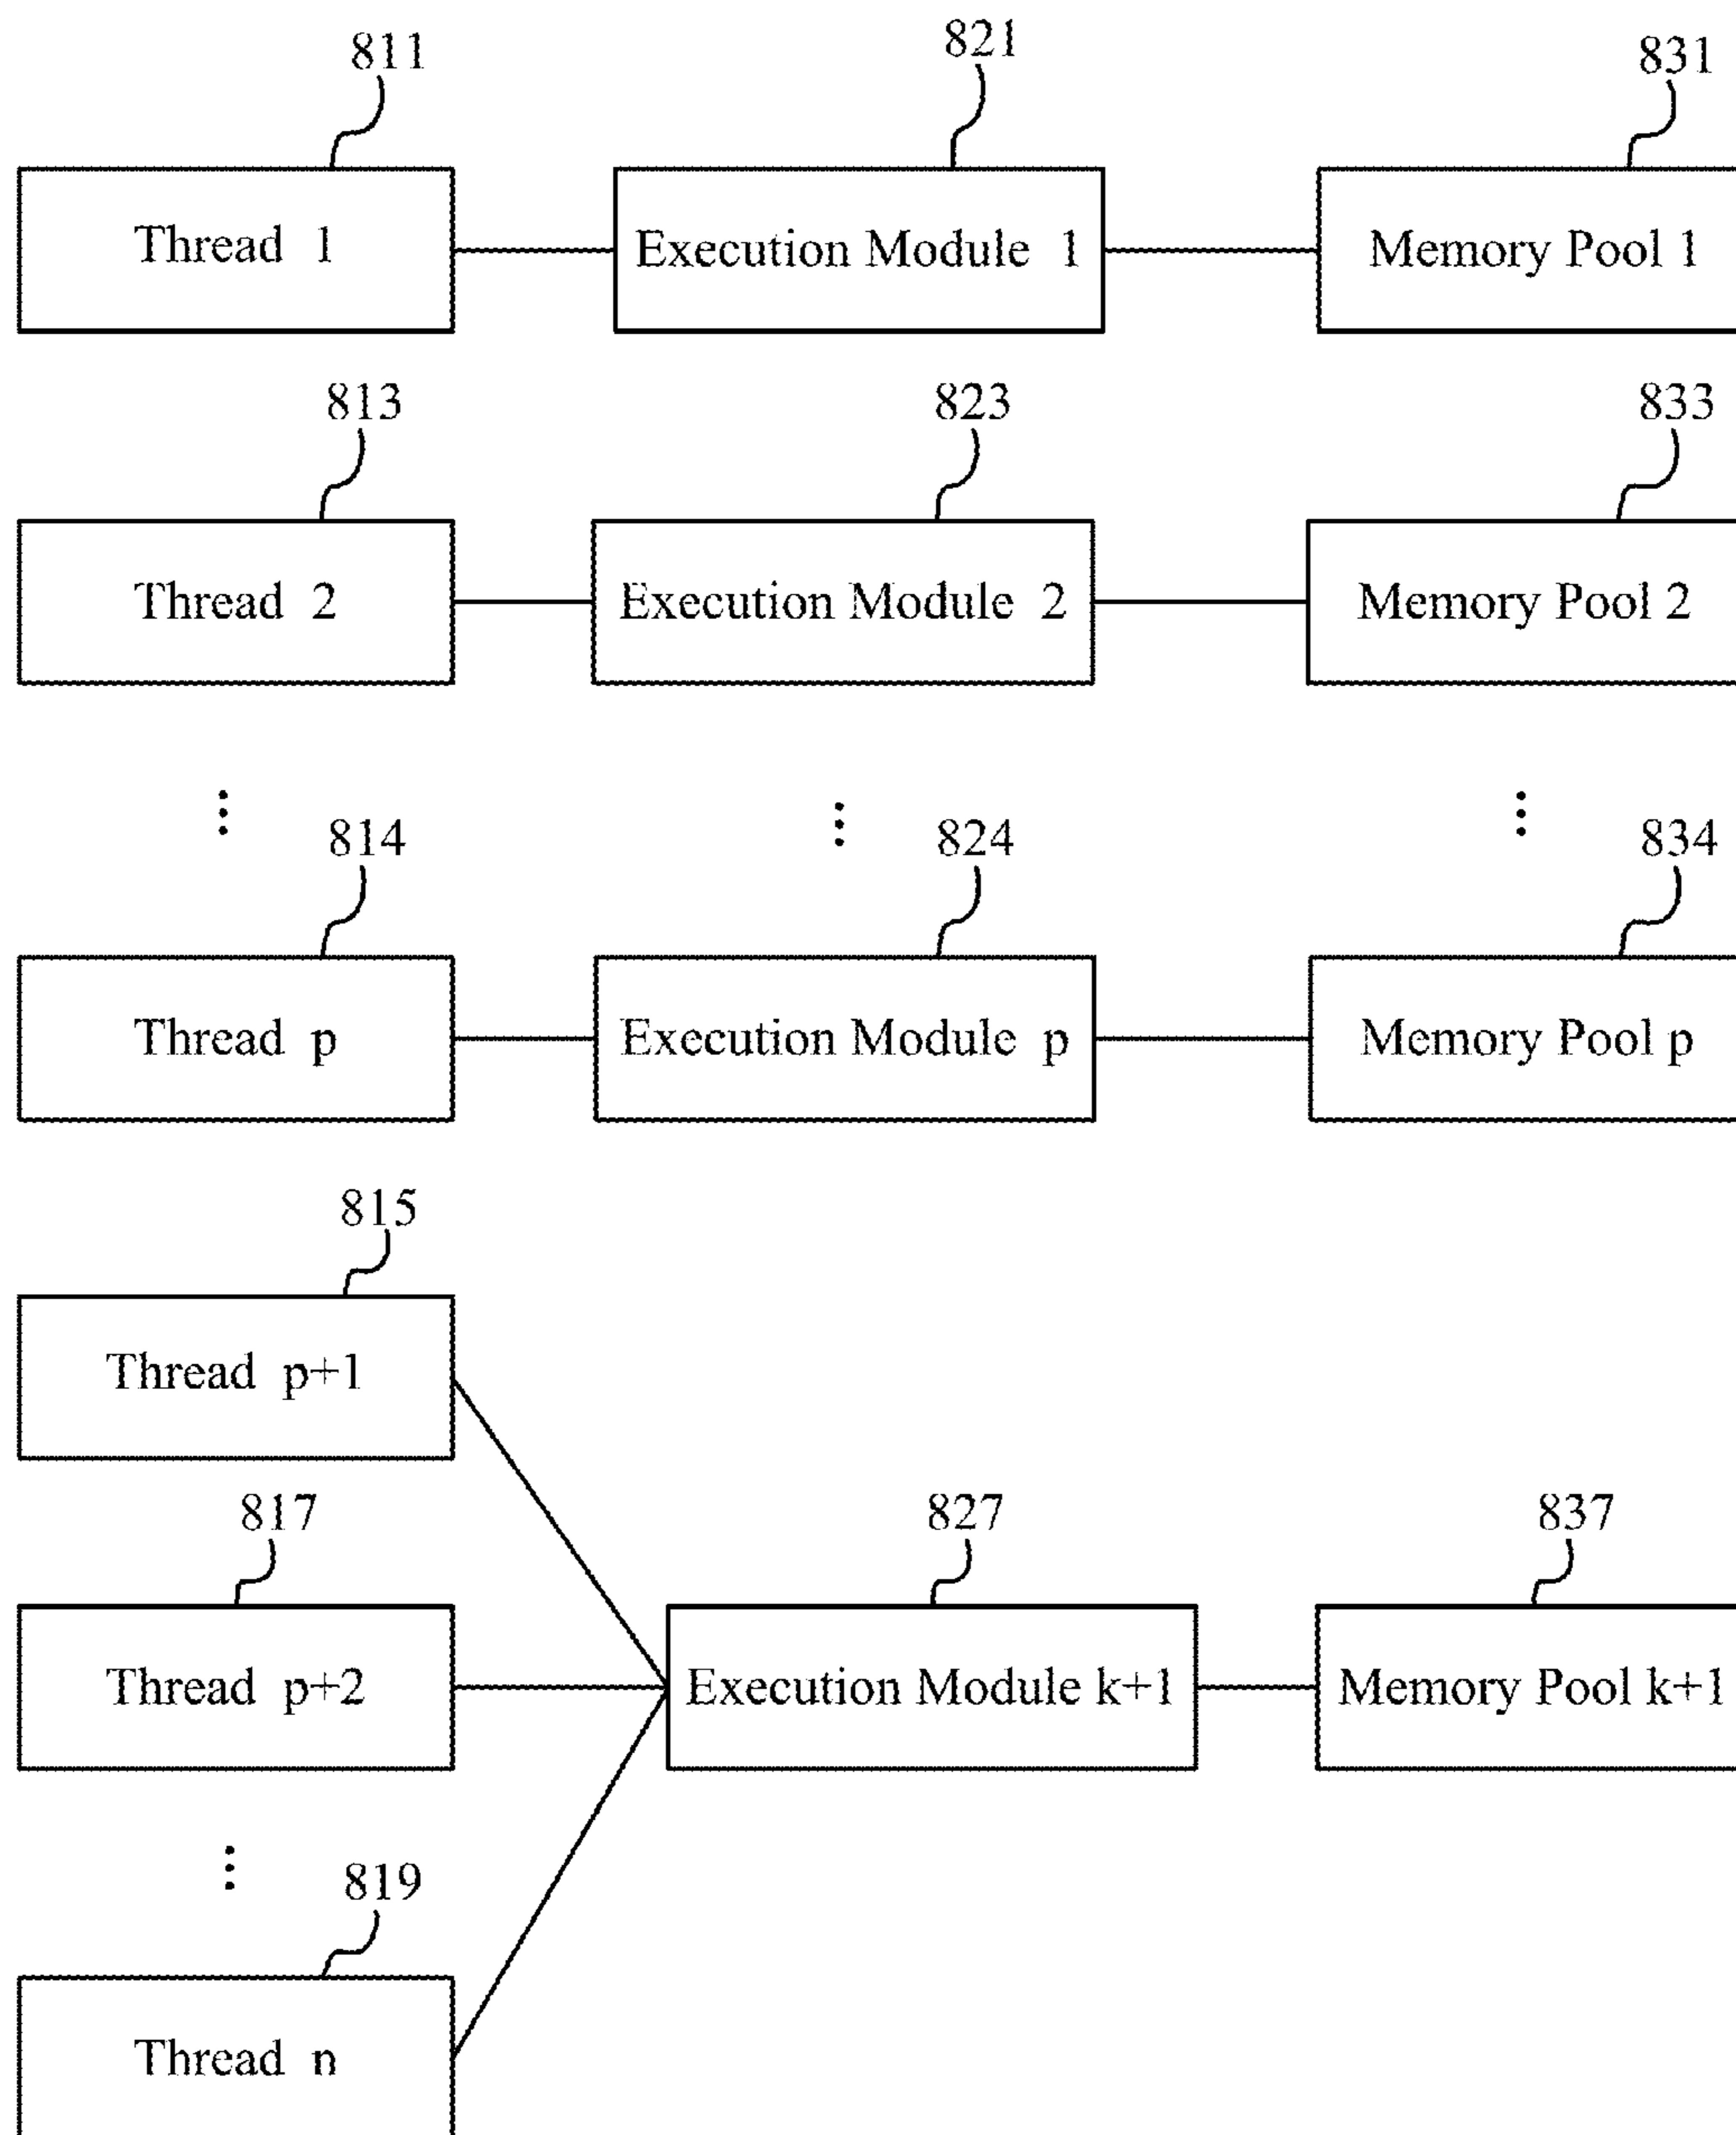 811 821 831
Thread 1 Execution Module 1 Memory Pool 1
813 823 833
Thread 2 Execution Module 2 Memory Pool 2
814 824 834
Thread p Execution Module p Memory Pool p
815
Thread p+1
817 827 837
Thread p+2 Execution Module k+1 Memory Pool k+1
819
Thread n